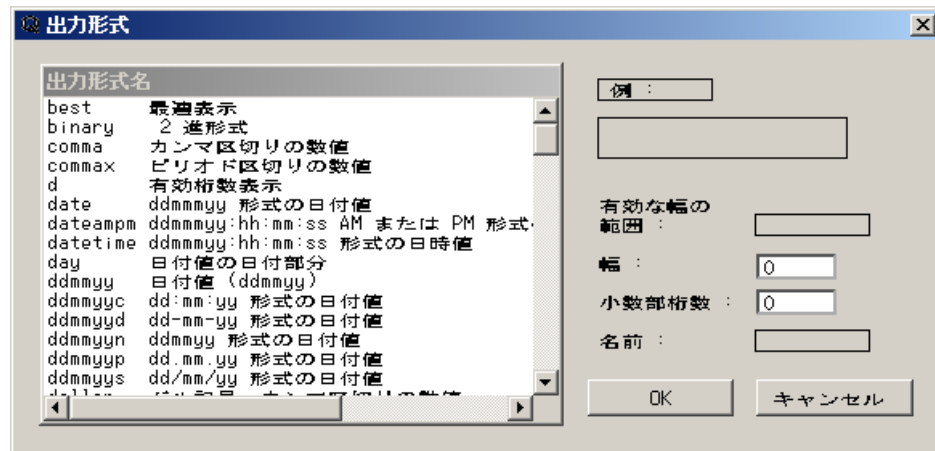 出力形式
出力形式名
best 最適表示
binary 2 進形式
comma カンマ区切りの数値
commax ピリオド区切りの数値
d 有効桁数表示
date ddmmmyy 形式の日付値
dateampm ddmmmyy:hh:mm:ss AM または PM 形式
datetime ddmmmyy:hh:mm:ss 形式の日時値
day 日付値の日付部分
ddmmyy 日付値 (ddmmyy)
ddmmyyc dd:mm:yy 形式の日付値
ddmmyyd dd-mm-yy 形式の日付値
ddmmyyn ddmmyy 形式の日付値
ddmmyyp dd.mm.yy 形式の日付値
ddmmyys dd/mm/yy 形式の日付値
例 :
有効な幅の
範囲 :
幅 : 0
小数部桁数 : 0
名前 :
OK キャンセル